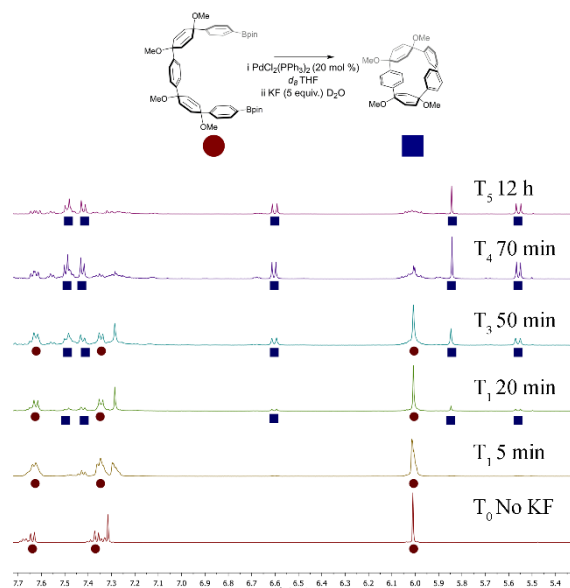 OMe
Bpin
MeO
OMe
MeO
OMe
Bpin
i PdCl₂(PPh₃)₂ (20 mol %)
d₈ THF
ii KF (5 equiv.) D₂O
OMe
MeO
MeO
OMe
T₅ 12 h
T₄ 70 min
T₃ 50 min
T₁ 20 min
T₁ 5 min
T₀ No KF
7.7 7.6 7.5 7.4 7.3 7.2 7.1 7.0 6.9 6.8 6.7 6.6 6.5 6.4 6.3 6.2 6.1 6.0 5.9 5.8 5.7 5.6 5.5 5.4